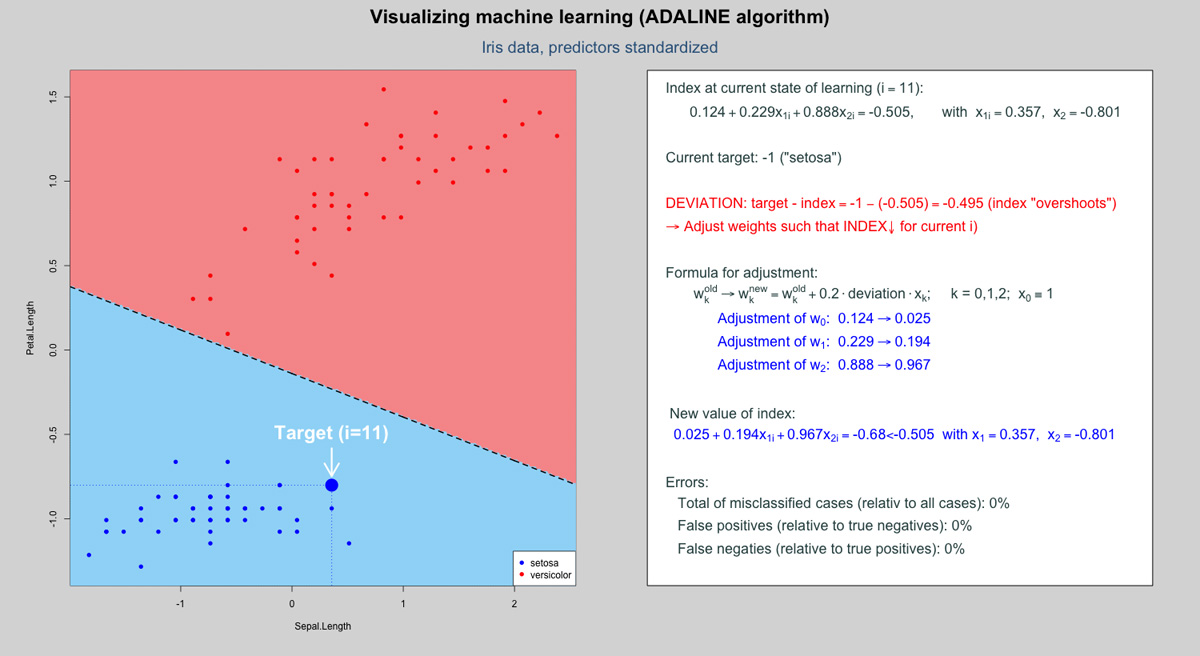 Visualizing machine learning (ADALINE algorithm)
Iris data, predictors standardized
Petal.Length
1.5
1.0
0.5
0.0
-0.5
-1.0
Target (i=11)
setosa
versicolor
-1
0
1
2
Sepal.Length
Index at current state of learning (i = 11):
0.124 + 0.229x₁ᵢ + 0.888x₂ᵢ = -0.505, with x₁ᵢ = 0.357, x₂ = -0.801
Current target: -1 ("setosa")
DEVIATION: target - index = -1 – (-0.505) = -0.495 (index "overshoots")
→ Adjust weights such that INDEX↓ for current i)
Formula for adjustment:
wₖ^old → wₖ^new = wₖ^old + 0.2 · deviation · xₖ; k = 0,1,2; x₀ ≡ 1
Adjustment of w₀: 0.124 → 0.025
Adjustment of w₁: 0.229 → 0.194
Adjustment of w₂: 0.888 → 0.967
New value of index:
0.025 + 0.194x₁ᵢ + 0.967x₂ᵢ = -0.68<-0.505 with x₁ = 0.357, x₂ = -0.801
Errors:
Total of misclassified cases (relativ to all cases): 0%
False positives (relative to true negatives): 0%
False negaties (relative to true positives): 0%